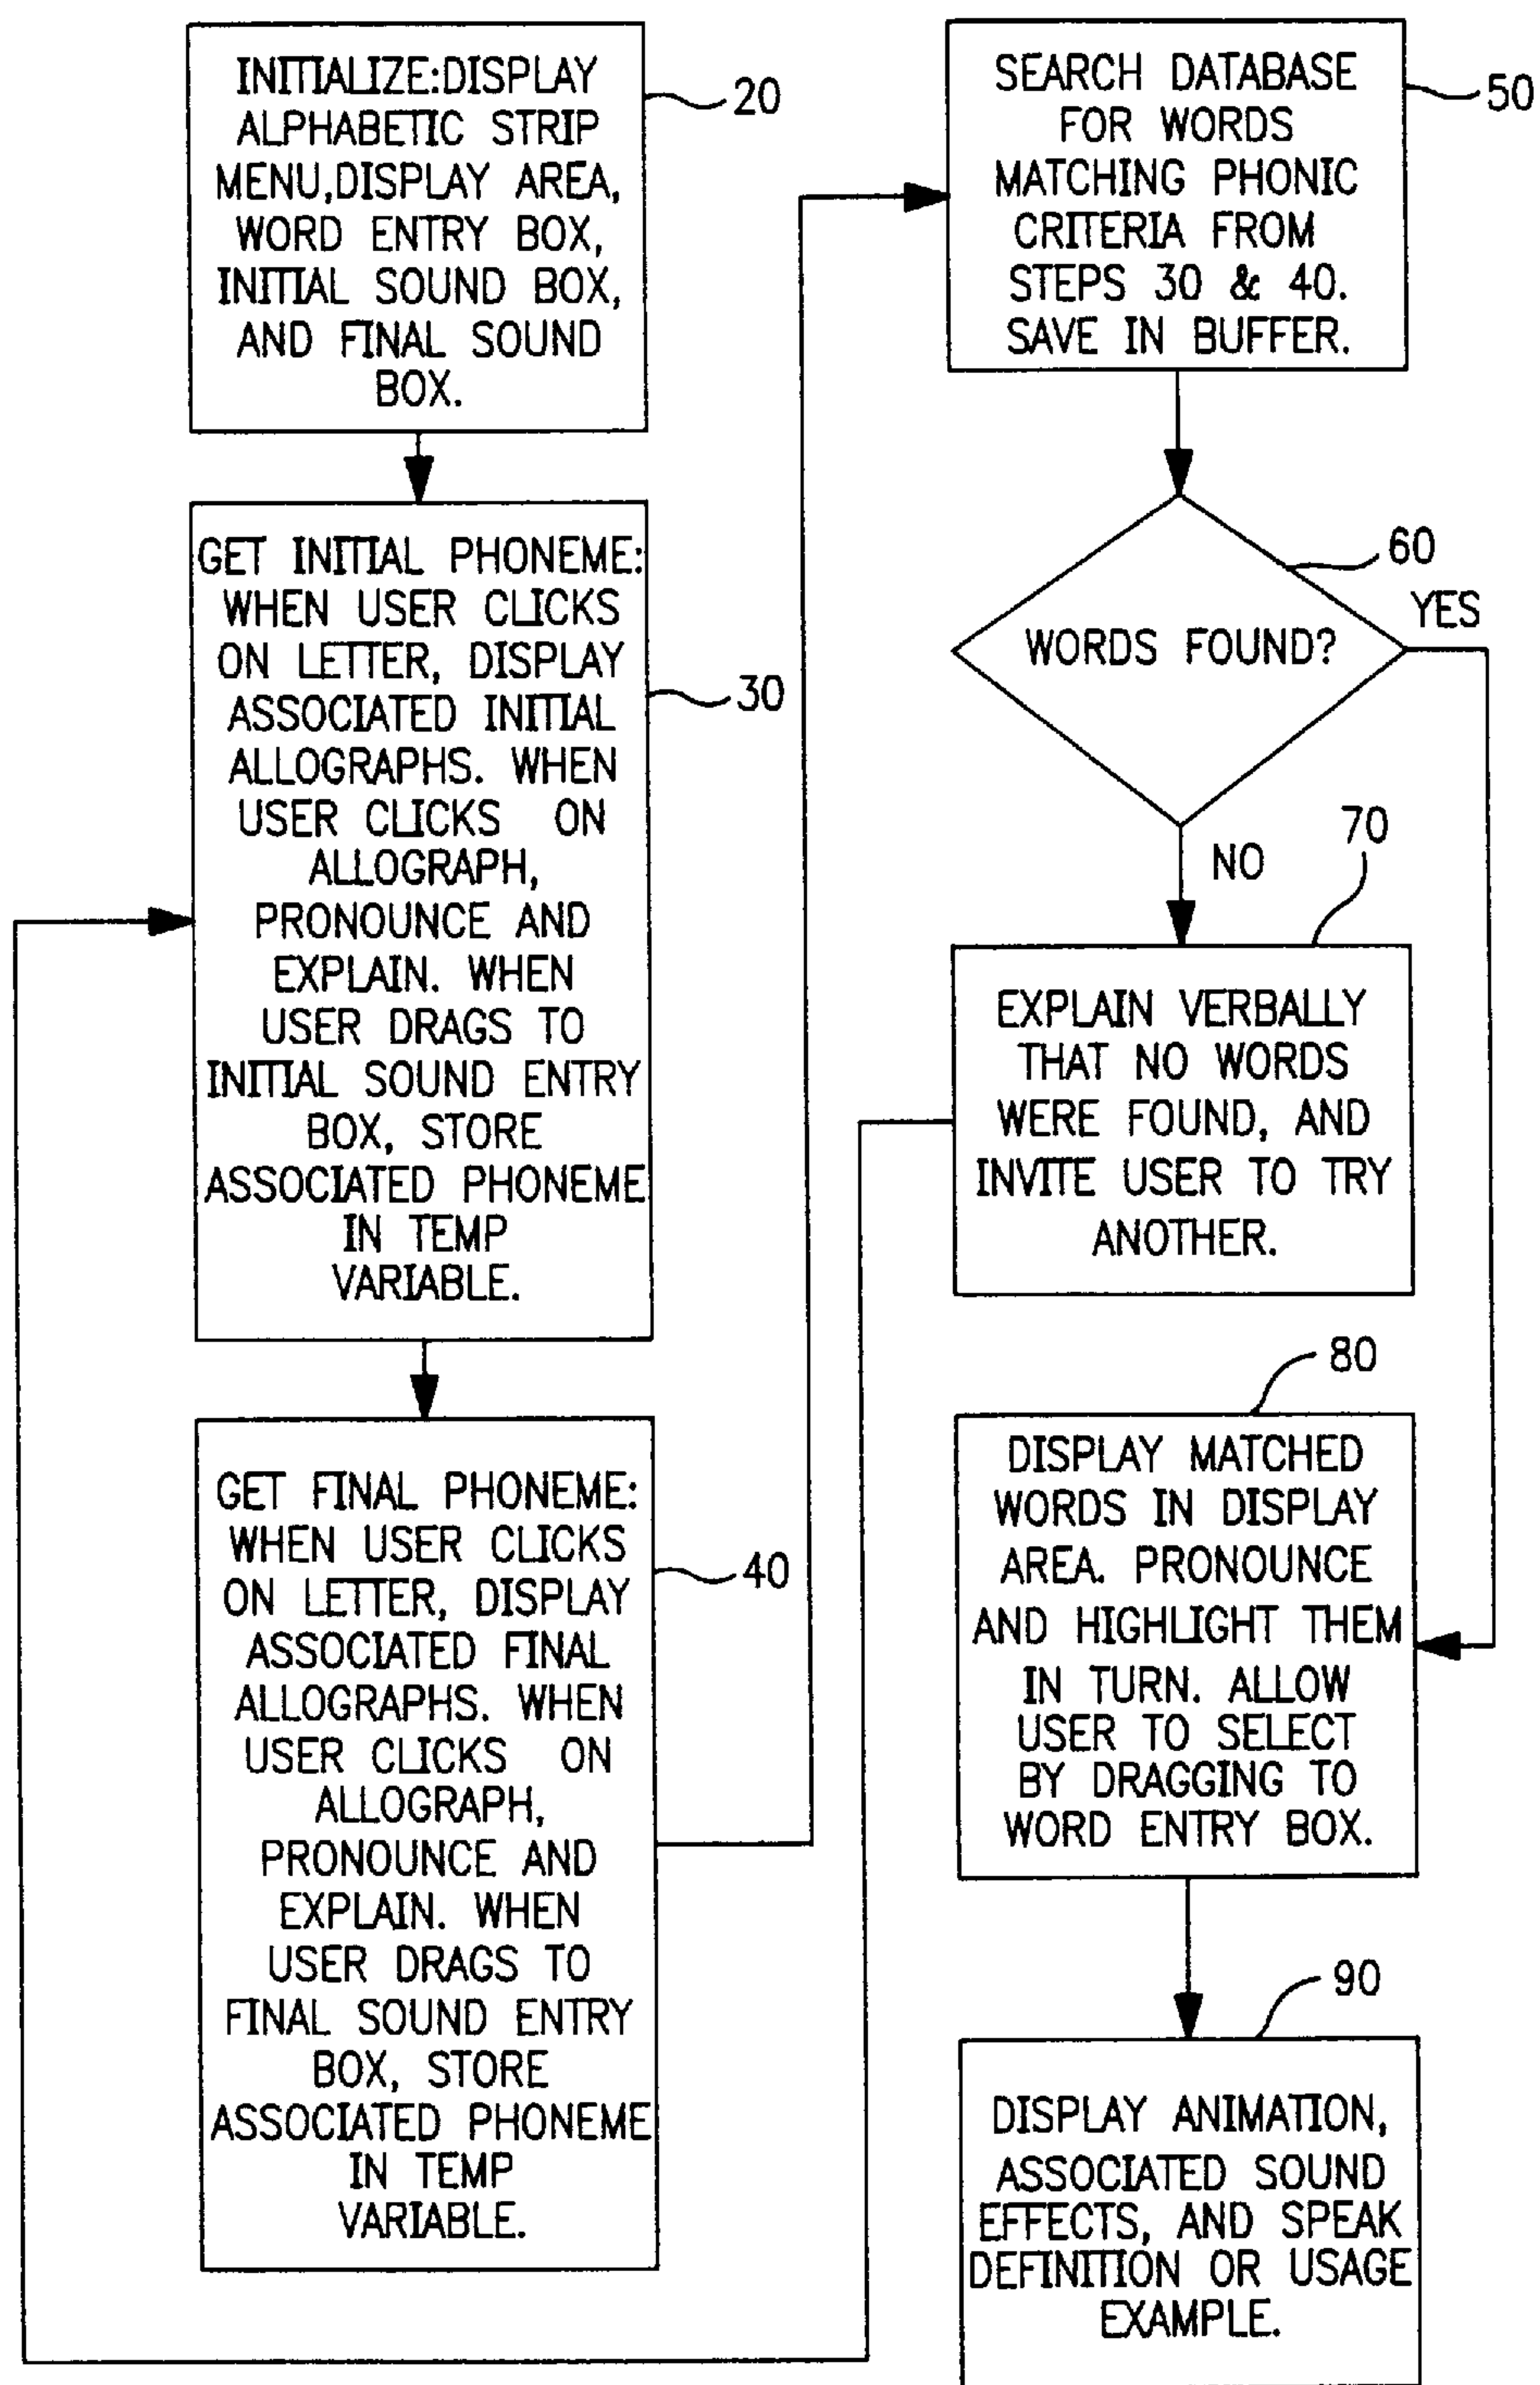 INITIALIZE:DISPLAY
ALPHABETIC STRIP
MENU,DISPLAY AREA,
WORD ENTRY BOX,
INITIAL SOUND BOX,
AND FINAL SOUND
BOX.
20
GET INITIAL PHONEME:
WHEN USER CLICKS
ON LETTER, DISPLAY
ASSOCIATED INITIAL
ALLOGRAPHS. WHEN
USER CLICKS ON
ALLOGRAPH,
PRONOUNCE AND
EXPLAIN. WHEN
USER DRAGS TO
INITIAL SOUND ENTRY
BOX, STORE
ASSOCIATED PHONEME
IN TEMP
VARIABLE.
30
GET FINAL PHONEME:
WHEN USER CLICKS
ON LETTER, DISPLAY
ASSOCIATED FINAL
ALLOGRAPHS. WHEN
USER CLICKS ON
ALLOGRAPH,
PRONOUNCE AND
EXPLAIN. WHEN
USER DRAGS TO
FINAL SOUND ENTRY
BOX, STORE
ASSOCIATED PHONEME
IN TEMP
VARIABLE.
40
SEARCH DATABASE
FOR WORDS
MATCHING PHONIC
CRITERIA FROM
STEPS 30 & 40.
SAVE IN BUFFER.
50
WORDS FOUND?
60
YES
NO
70
EXPLAIN VERBALLY
THAT NO WORDS
WERE FOUND, AND
INVITE USER TO TRY
ANOTHER.
80
DISPLAY MATCHED
WORDS IN DISPLAY
AREA. PRONOUNCE
AND HIGHLIGHT THEM
IN TURN. ALLOW
USER TO SELECT
BY DRAGGING TO
WORD ENTRY BOX.
90
DISPLAY ANIMATION,
ASSOCIATED SOUND
EFFECTS, AND SPEAK
DEFINITION OR USAGE
EXAMPLE.